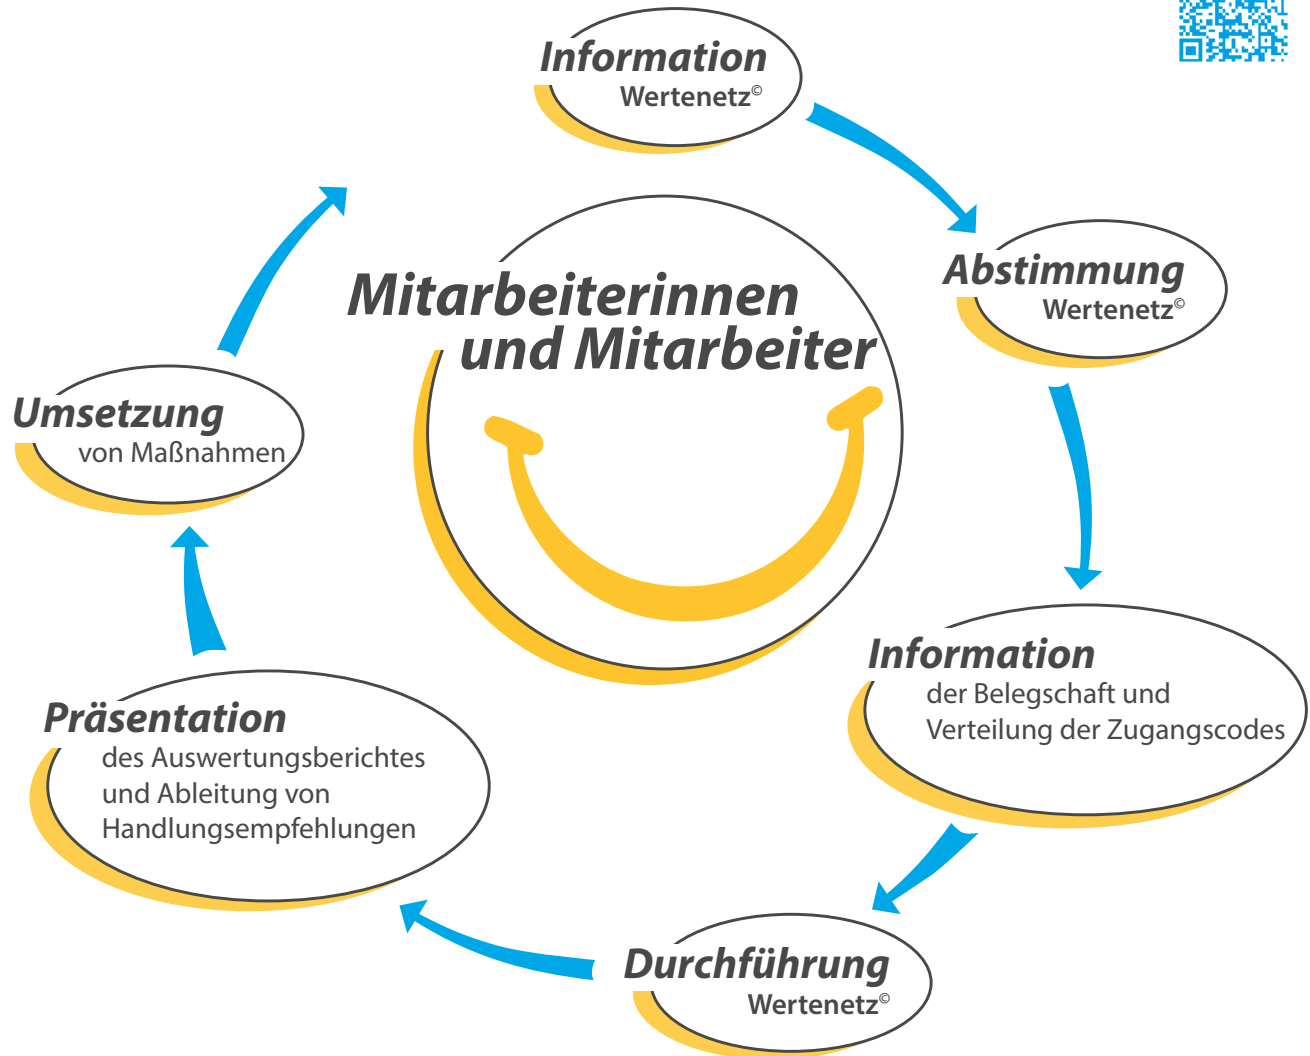 Information
Wertenetz©
Abstimmung
Wertenetz©
Mitarbeiterinnen
und Mitarbeiter
Umsetzung
von Maßnahmen
Information
der Belegschaft und
Verteilung der Zugangscodes
Präsentation
des Auswertungsberichtes
und Ableitung von
Handlungsempfehlungen
Durchführung
Wertenetz©